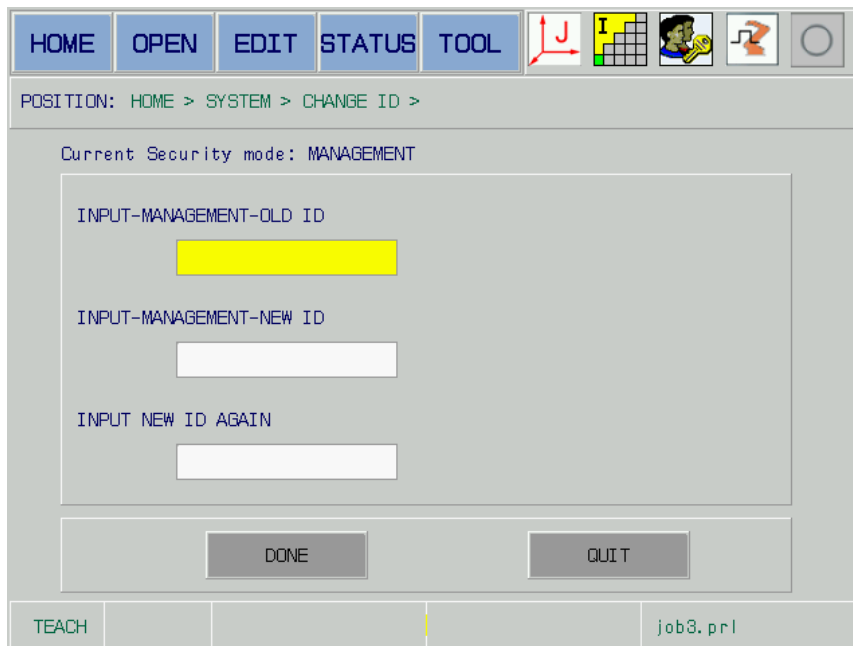 HOME OPEN EDIT STATUS TOOL J I
POSITION: HOME > SYSTEM > CHANGE ID >
Current Security mode: MANAGEMENT
INPUT-MANAGEMENT-OLD ID
INPUT-MANAGEMENT-NEW ID
INPUT NEW ID AGAIN
DONE QUIT
TEACH job3.prl